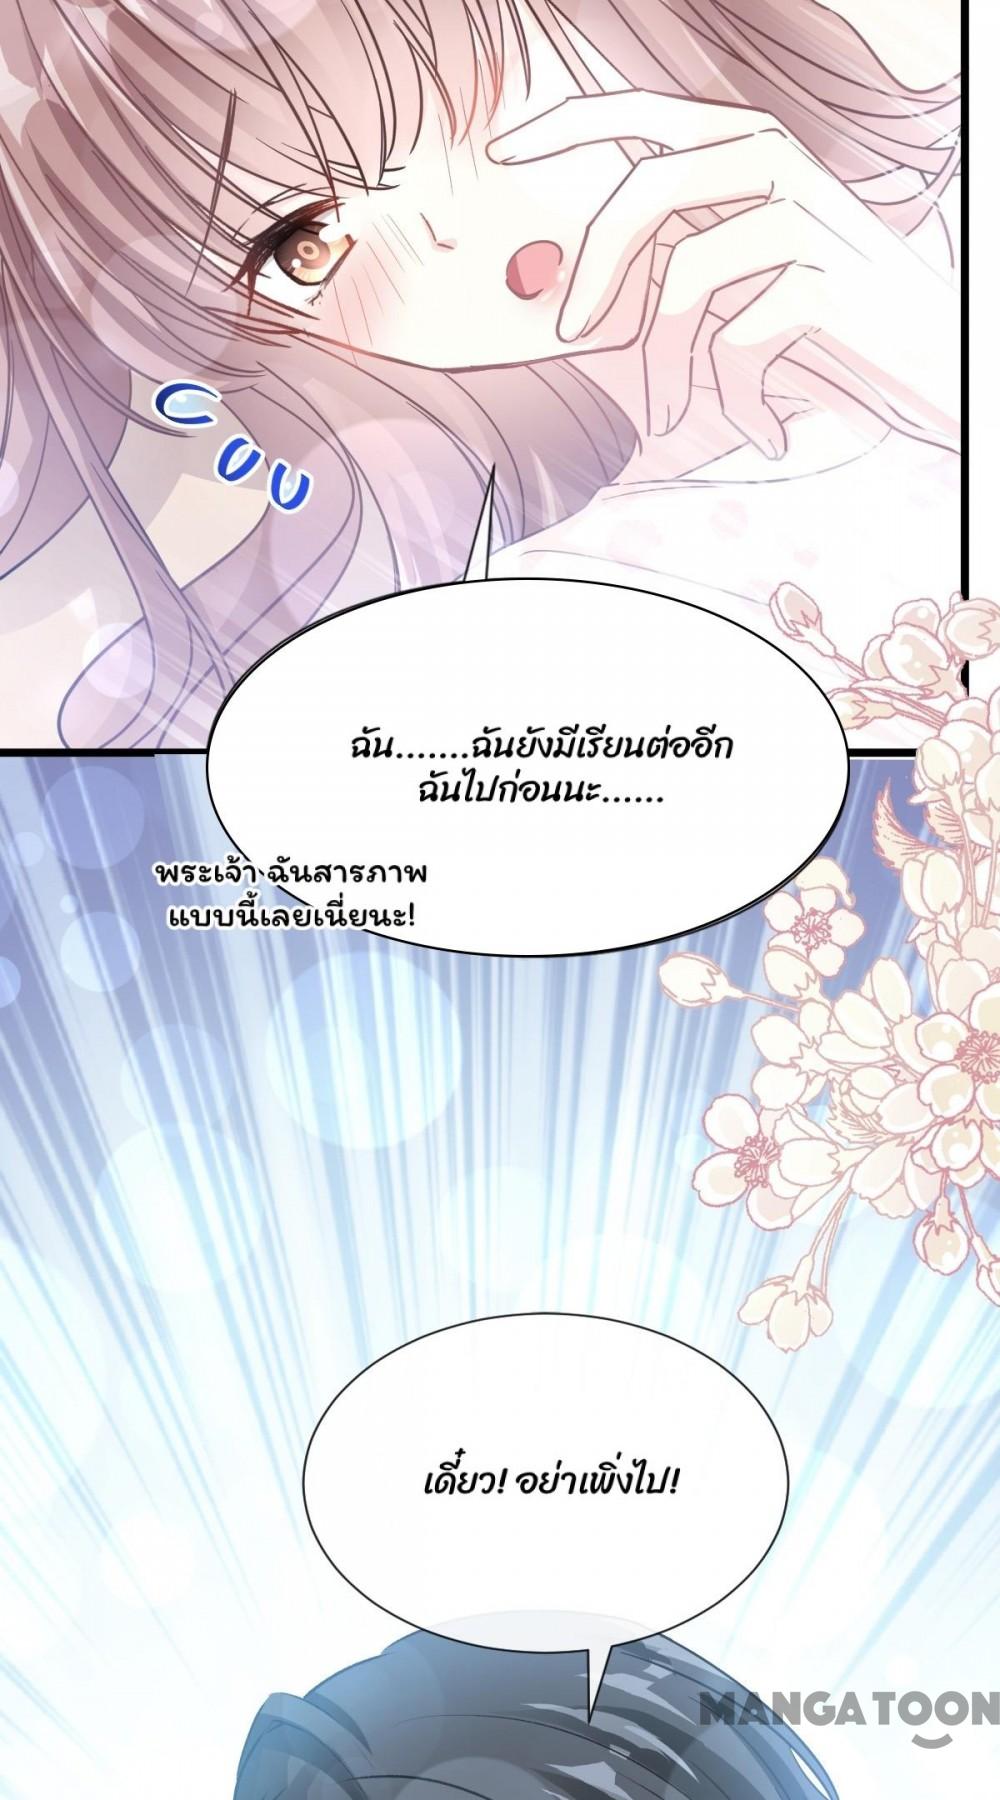 ฉัน.......ฉันยังมีเรียนต่ออีก
ฉันไปก่อนนะ......
พระเจ้า ฉันสารภาพ
แบบนี้เลยเนี่ยนะ!
เดี๋ยว! อย่าเพิ่งไป!
MANGATOON